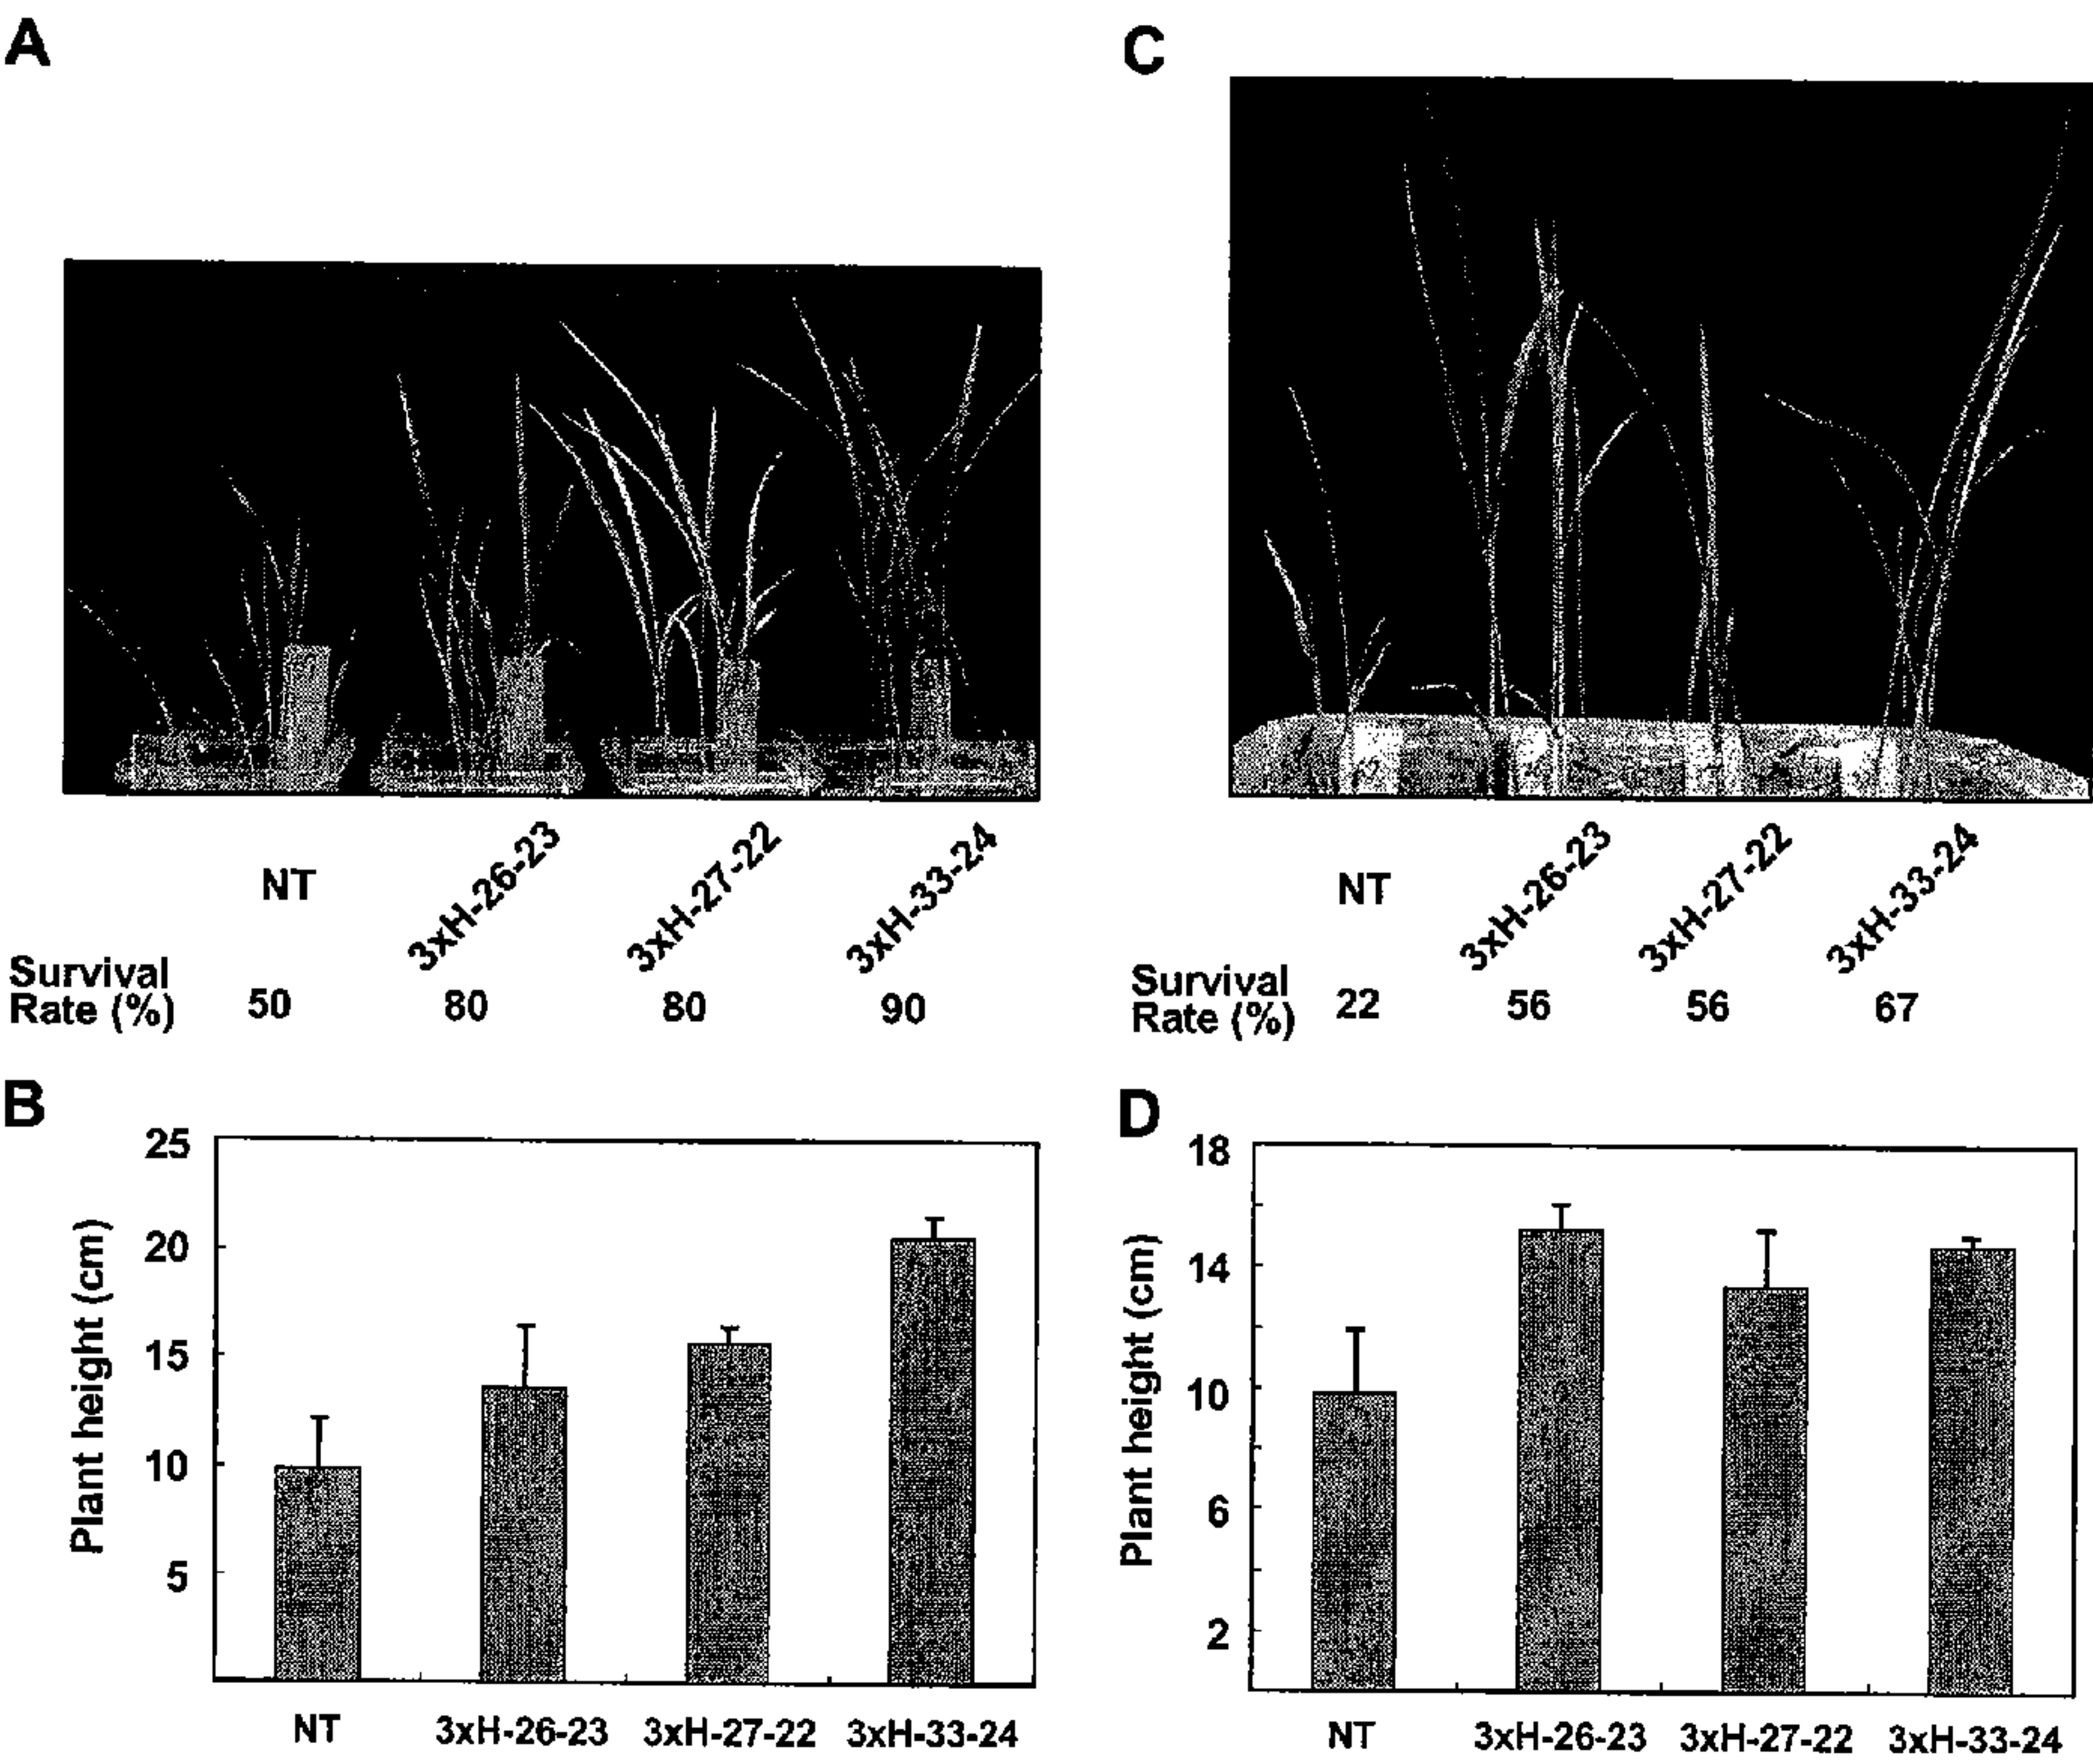 A
NT
3xH-26-23
3xH-27-22
3xH-33-24
Survival
Rate (%)
50
80
80
90
C
NT
3xH-26-23
3xH-27-22
3xH-33-24
Survival
Rate (%)
22
56
56
67
B
Plant height (cm)
25
20
15
10
5
NT
3xH-26-23
3xH-27-22
3xH-33-24
D
Plant height (cm)
18
14
10
6
2
NT
3xH-26-23
3xH-27-22
3xH-33-24